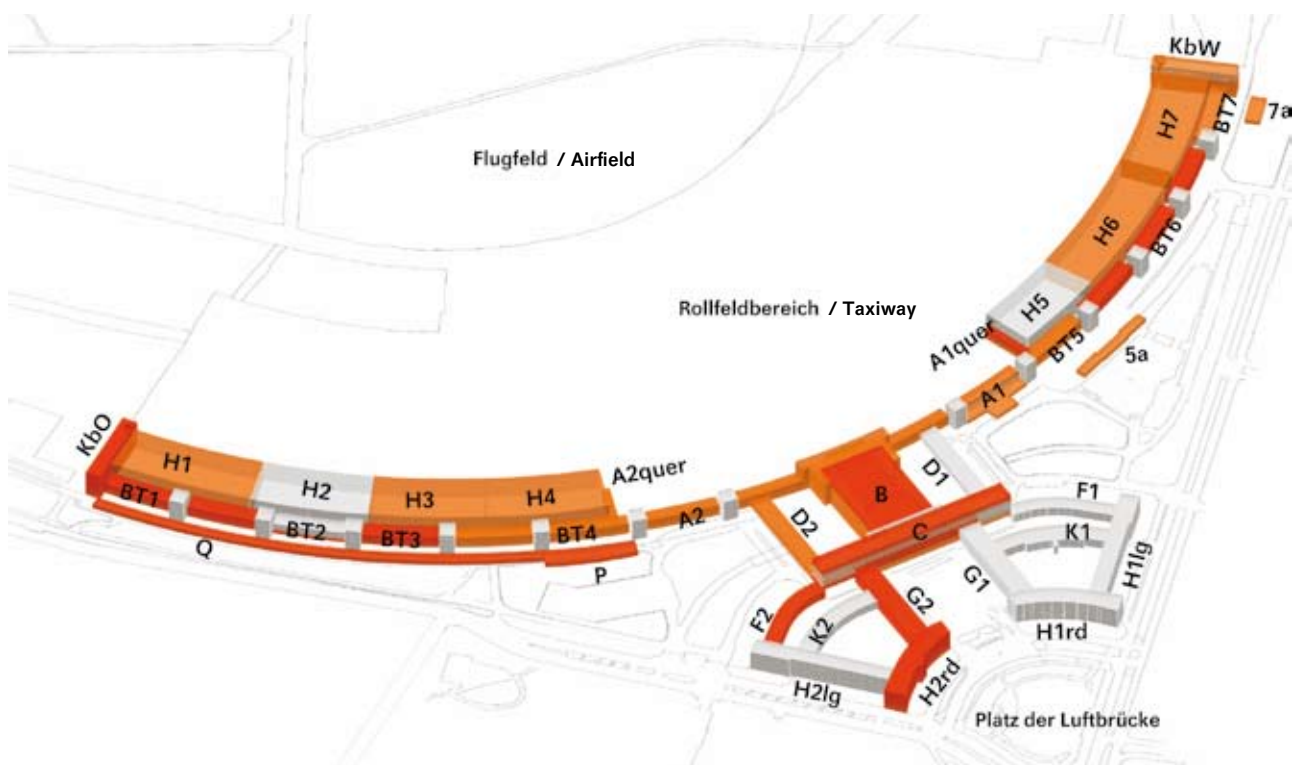 KbW
7a
BT7
H7
Flugfeld / Airfield
H6
BT6
Rollfeldbereich / Taxiway
H5
A1quer
BT5
5a
A1
KbO
H1
H2
H3
H4
A2quer
BT1
BT2
BT3
BT4
A2
Q
P
D1
B
D2
C
F1
K1
G1
H1lg
H1rd
F2
K2
G2
H2lg
H2rd
Platz der Luftbrücke